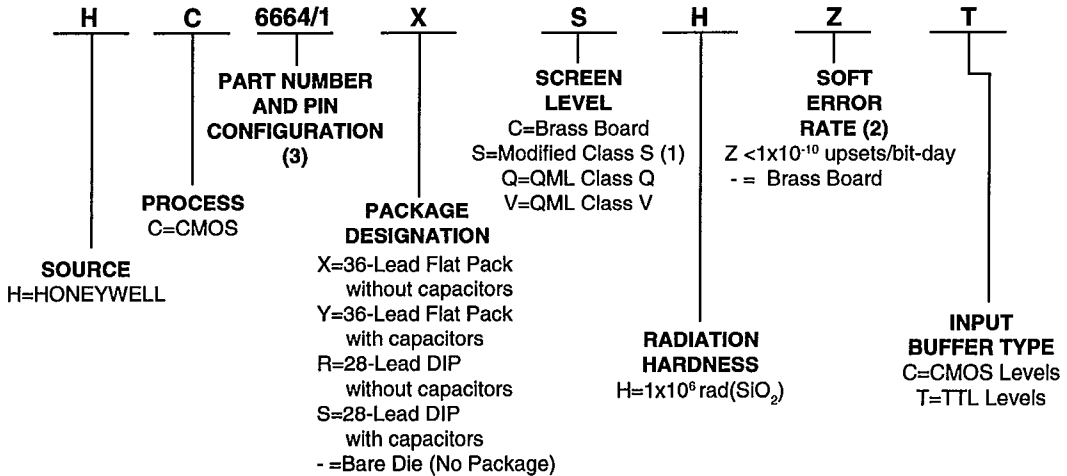 H C 6664/1 X S H Z T
PART NUMBER
AND PIN
CONFIGURATION
(3)
SCREEN
LEVEL
C=Brass Board
S=Modified Class S (1)
Q=QML Class Q
V=QML Class V
SOFT
ERROR
RATE (2)
Z <1x10⁻¹⁰ upsets/bit-day
- = Brass Board
PROCESS
C=CMOS
PACKAGE
DESIGNATION
X=36-Lead Flat Pack
without capacitors
Y=36-Lead Flat Pack
with capacitors
R=28-Lead DIP
without capacitors
S=28-Lead DIP
with capacitors
- =Bare Die (No Package)
SOURCE
H=HONEYWELL
RADIATION
HARDNESS
H=1x10⁶ rad(SiO₂)
INPUT
BUFFER TYPE
C=CMOS Levels
T=TTL Levels